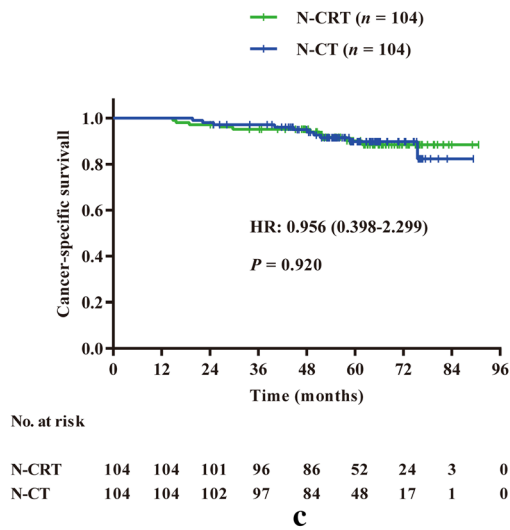 N-CRT (n = 104)
N-CT (n = 104)
Cancer-specific survivall
1.0
0.8
0.6
0.4
0.2
0.0
HR: 0.956 (0.398-2.299)
P = 0.920
0 12 24 36 48 60 72 84 96
Time (months)
No. at risk
N-CRT 104 104 101 96 86 52 24 3 0
N-CT 104 104 102 97 84 48 17 1 0
c